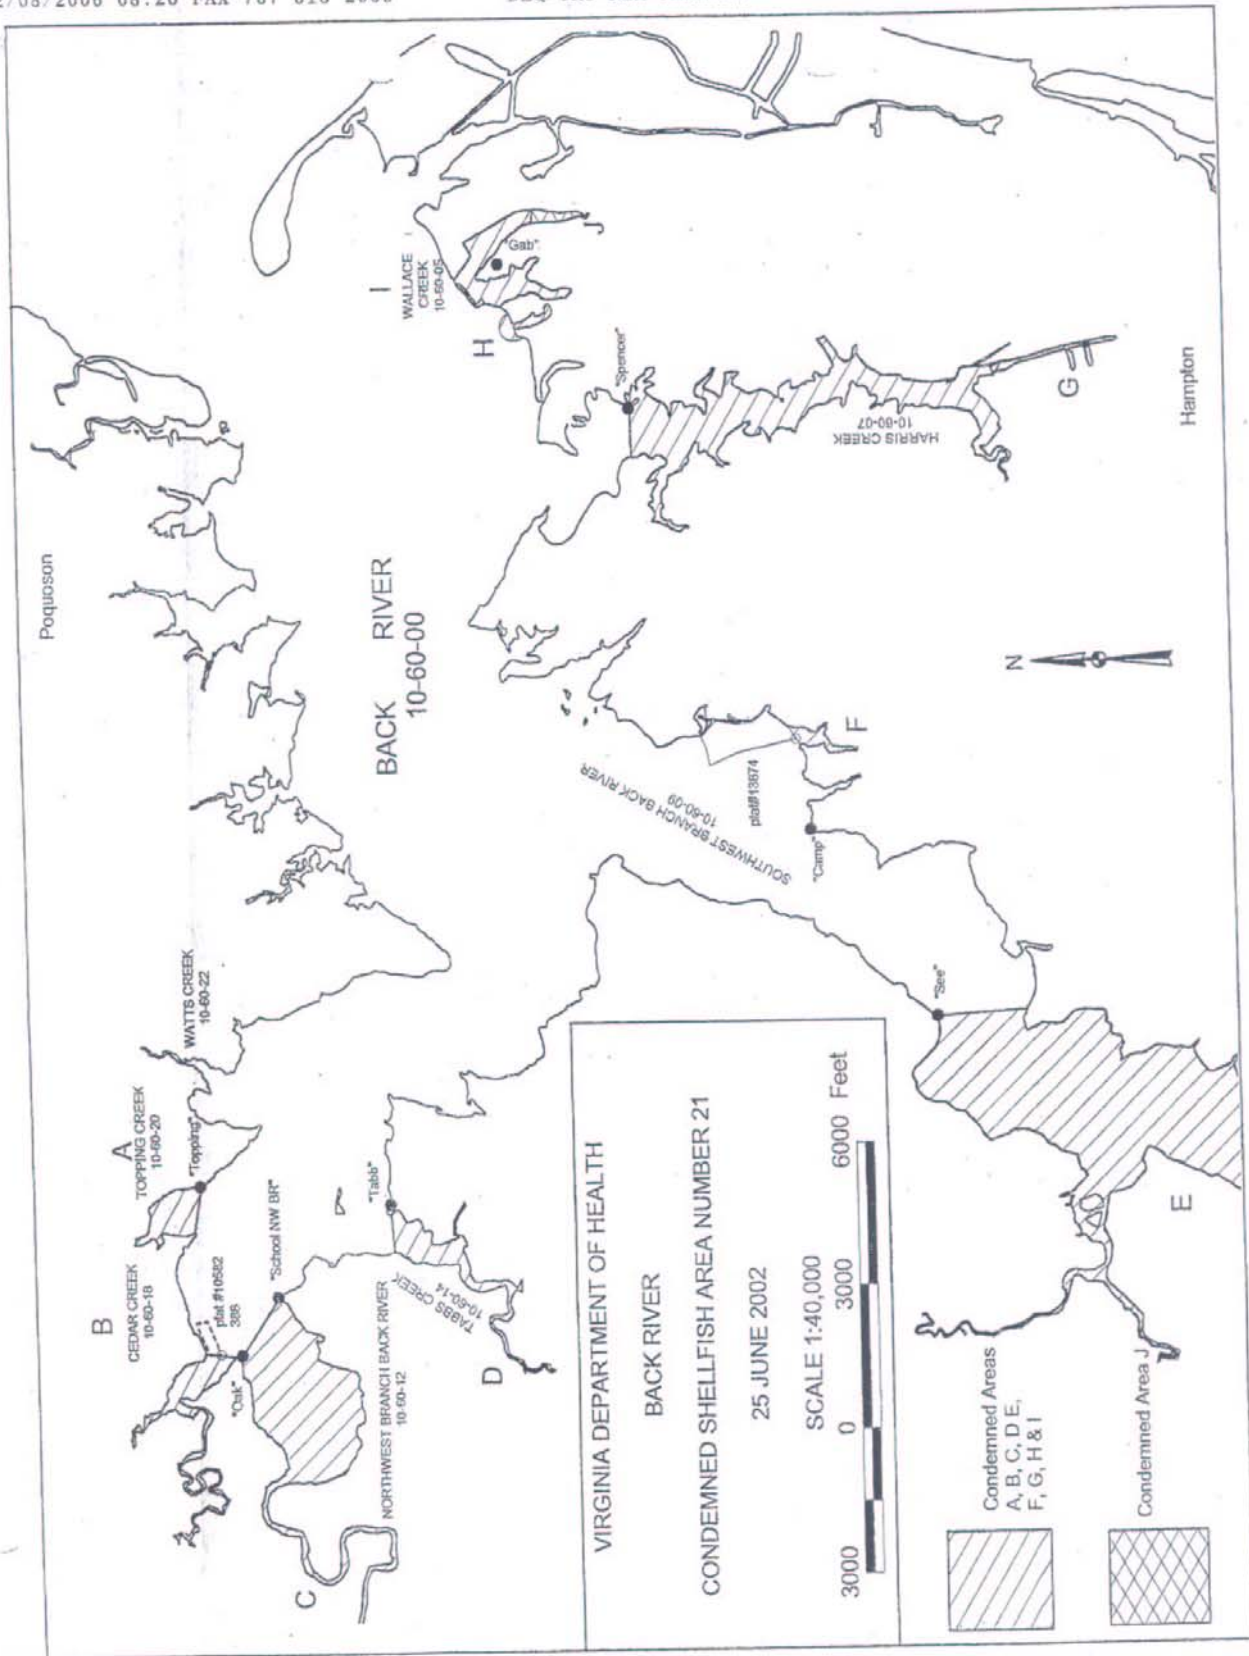 Poquoson
B
CEDAR CREEK
10-60-18
A
TOPPING CREEK
10-60-20
WATTS CREEK
10-60-22
plat #10582
388
"Topping"
"Oak"
"School NW BR"
C
NORTHWEST BRANCH BACK RIVER
10-60-12
"Tabb"
TABBS CREEK
10-60-14
D
BACK RIVER
10-60-00
I
WALLACE
CREEK
10-60-05
"Gab"
J
H
"Spencer"
HARRIS CREEK
10-60-07
G
Hampton
SOUTHWEST BRANCH BACK RIVER
10-60-09
plat#13674
F
"Camp"
"See"
E
N
VIRGINIA DEPARTMENT OF HEALTH
BACK RIVER
CONDEMNED SHELLFISH AREA NUMBER 21
25 JUNE 2002
SCALE 1:40,000
3000 0 3000 6000 Feet
Condemned Areas
A, B, C, D E,
F, G, H & I
Condemned Area J